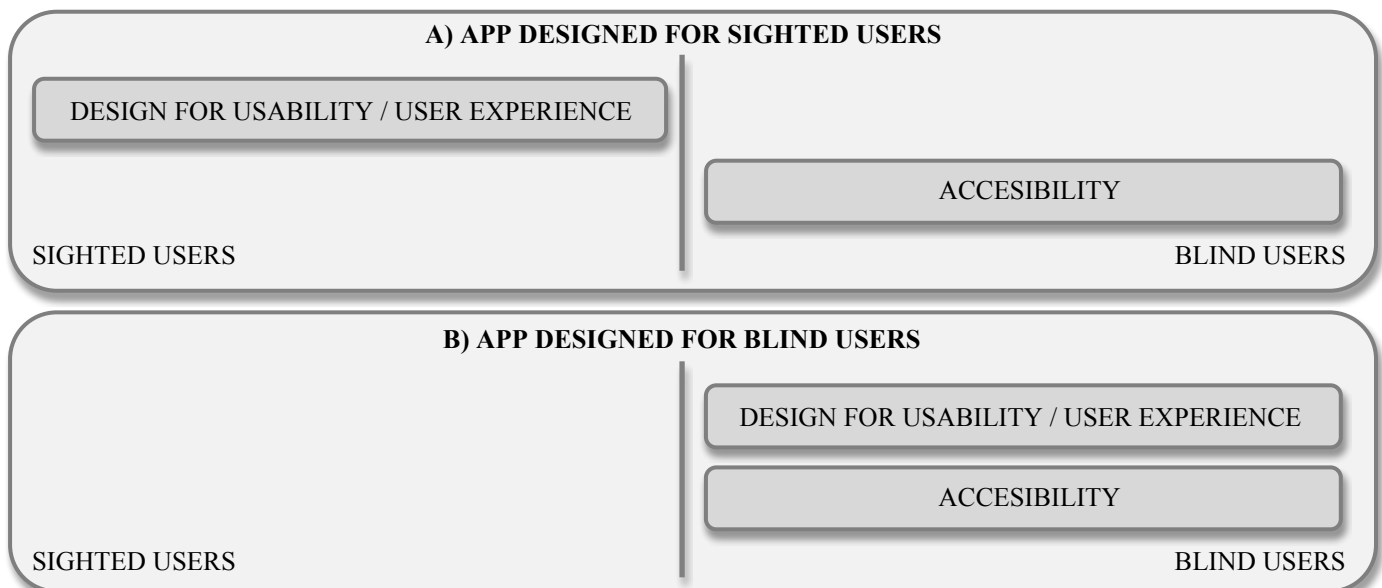 A) APP DESIGNED FOR SIGHTED USERS
DESIGN FOR USABILITY / USER EXPERIENCE
ACCESIBILITY
SIGHTED USERS
BLIND USERS
B) APP DESIGNED FOR BLIND USERS
DESIGN FOR USABILITY / USER EXPERIENCE
ACCESIBILITY
SIGHTED USERS
BLIND USERS